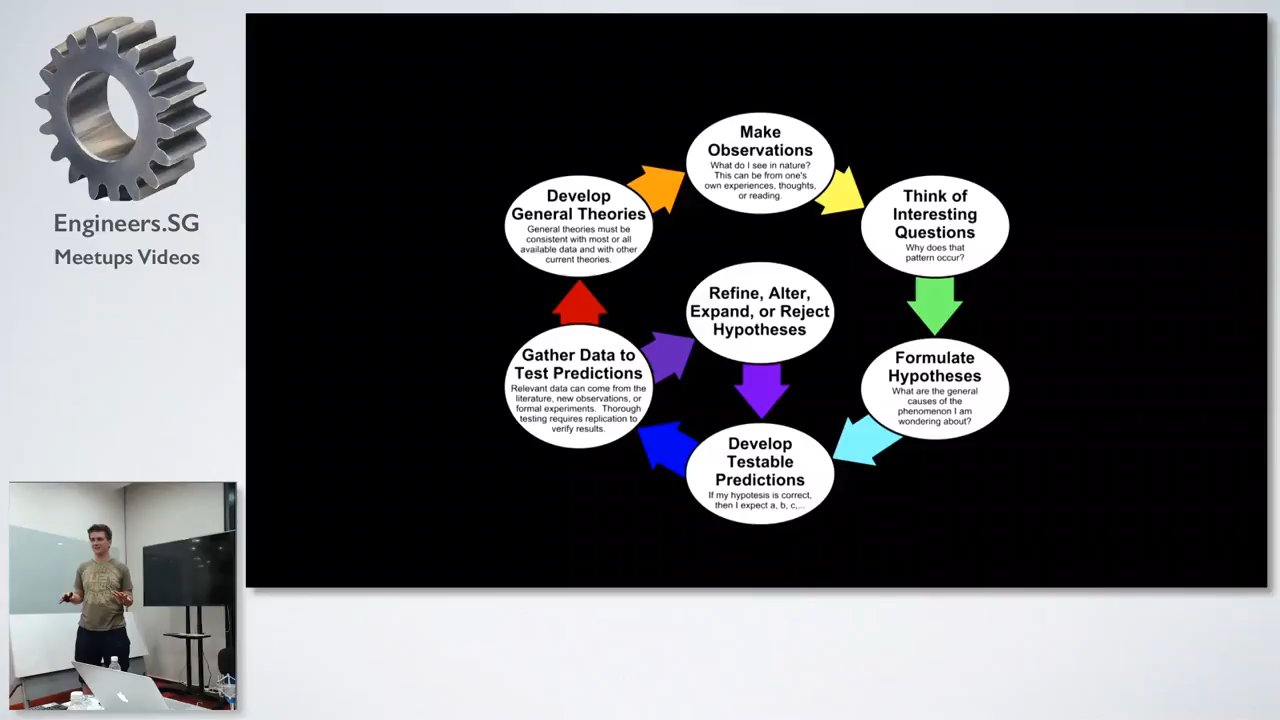 Engineers.SG
Meetups Videos
Make
Observations
What do I see in nature?
This can be from one's
own experiences, thoughts,
or reading.
Think of
Interesting
Questions
Why does that
pattern occur?
Formulate
Hypotheses
What are the general
causes of the
phenomenon I am
wondering about?
Develop
Testable
Predictions
If my hypotesis is correct,
then I expect a, b, c,...
Gather Data to
Test Predictions
Relevant data can come from the
literature, new observations, or
formal experiments. Thorough
testing requires replication to
verify results.
Refine, Alter,
Expand, or Reject
Hypotheses
Develop
General Theories
General theories must be
consistent with most or all
available data and with other
current theories.